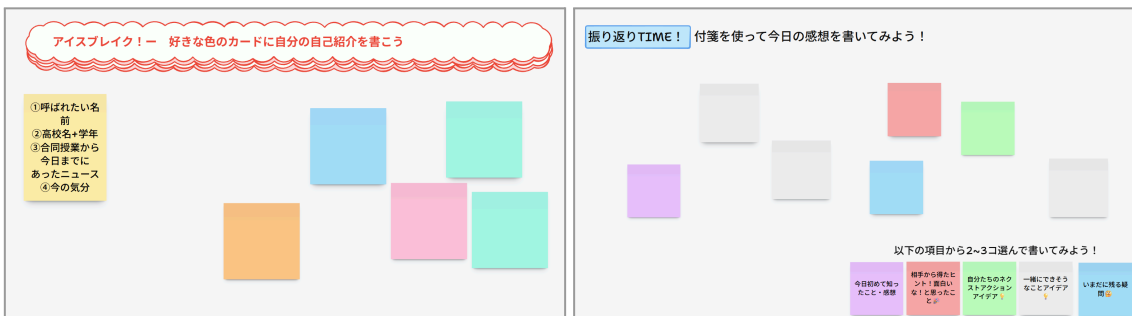 アイスブレイク!ー 好きな色のカードに自分の自己紹介を書こう
①呼ばれたい名
前
②高校名+学年
③合同授業から
今日までに
あったニュース
④今の気分
振り返りTIME! 付箋を使って今日の感想を書いてみよう!
以下の項目から2~3コ選んで書いてみよう!
今日初めて知っ
たこと・感想
相手から得たヒ
ント!面白い
な!と思ったこ
と🎤
自分たちのネク
ストアクション
アイデア💡
一緒にできそう
なことアイデア
💡
いまだに残る疑
問